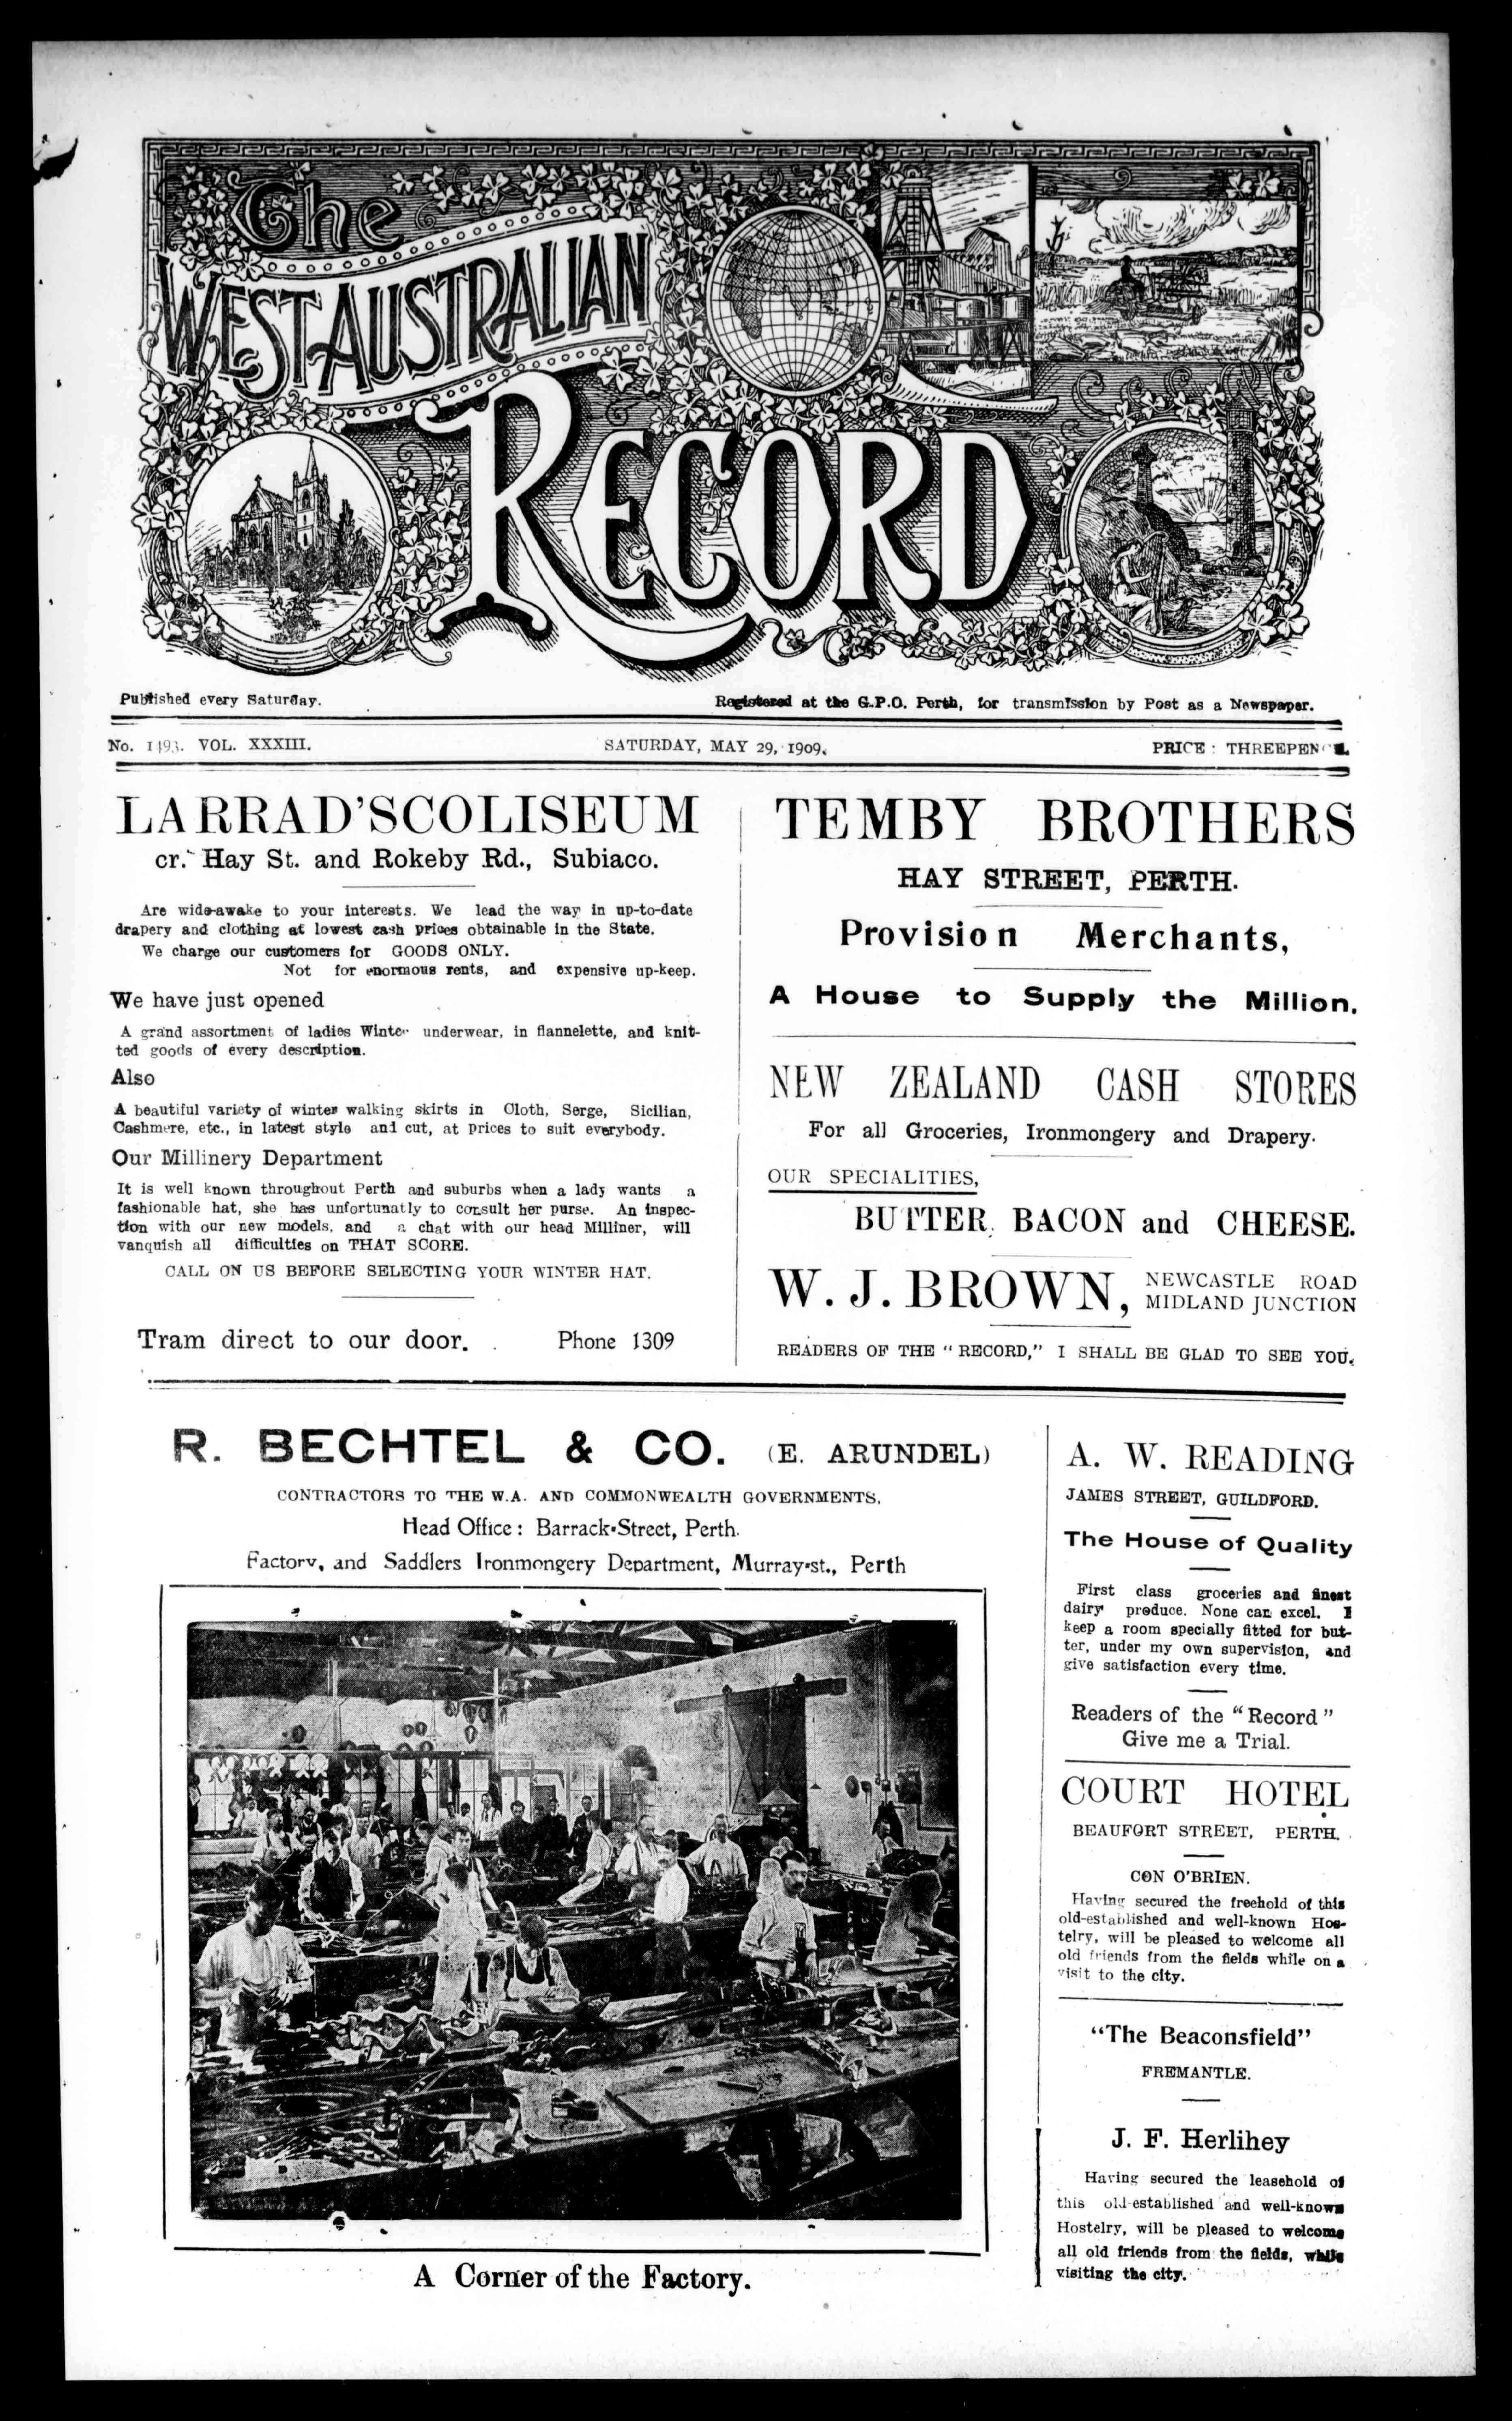 The
WEST AUSTRALIAN
RECORD
Published every Saturday.
Registered at the G.P.O. Perth, for transmission by Post as a Newspaper.
No. 1493. VOL. XXXIII.
SATURDAY, MAY 29, 1909.
PRICE : THREEPENCE.
LARRAD'S COLISEUM
cr. Hay St. and Rokeby Rd., Subiaco.
Are wide-awake to your interests. We lead the way in up-to-date
drapery and clothing at lowest cash prices obtainable in the State.
We charge our customers for GOODS ONLY.
Not for enormous rents, and expensive up-keep.
We have just opened
A grand assortment of ladies Winter underwear, in flannelette, and knit-
ted goods of every description.
Also
A beautiful variety of winter walking skirts in Cloth, Serge, Sicilian,
Cashmere, etc., in latest style and cut, at prices to suit everybody.
Our Millinery Department
It is well known throughout Perth and suburbs when a lady wants a
fashionable hat, she has unfortunatly to consult her purse. An inspec-
tion with our new models, and a chat with our head Milliner, will
vanquish all difficulties on THAT SCORE.
CALL ON US BEFORE SELECTING YOUR WINTER HAT.
Tram direct to our door. Phone 1309
TEMBY BROTHERS
HAY STREET, PERTH.
Provision Merchants,
A House to Supply the Million.
NEW ZEALAND CASH STORES
For all Groceries, Ironmongery and Drapery.
OUR SPECIALITIES,
BUTTER, BACON and CHEESE.
W. J. BROWN, NEWCASTLE ROAD
MIDLAND JUNCTION
READERS OF THE "RECORD," I SHALL BE GLAD TO SEE YOU.
R. BECHTEL & CO. (E. ARUNDEL)
CONTRACTORS TO THE W.A. AND COMMONWEALTH GOVERNMENTS,
Head Office : Barrack-Street, Perth.
Factory, and Saddlers Ironmongery Department, Murray-st., Perth
A Corner of the Factory.
A. W. READING
JAMES STREET, GUILDFORD.
The House of Quality
First class groceries and finest
dairy produce. None can excel. I
keep a room specially fitted for but-
ter, under my own supervision, and
give satisfaction every time.
Readers of the "Record"
Give me a Trial.
COURT HOTEL
BEAUFORT STREET, PERTH.
CON O'BRIEN.
Having secured the freehold of this
old-established and well-known Hos-
telry, will be pleased to welcome all
old friends from the fields while on a
visit to the city.
"The Beaconsfield"
FREMANTLE.
J. F. Herlihey
Having secured the leasehold of
this old-established and well-known
Hostelry, will be pleased to welcome
all old friends from the fields, while
visiting the city.